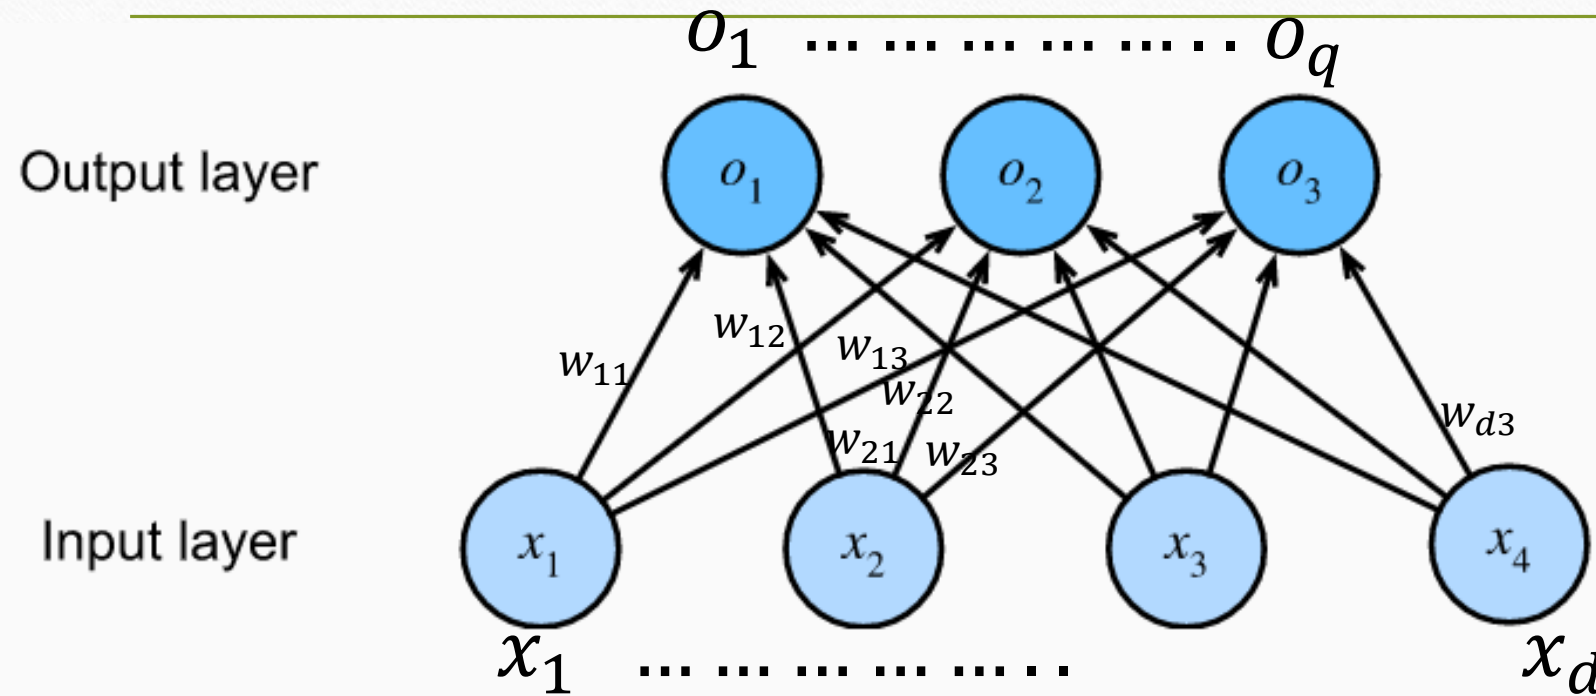 o₁ ... ... ... ... ... . . o_q
Output layer
o₁ o₂ o₃
w₁₂
w₁₃
w₁₁
w₂₂
w_d3
w₂₁ w₂₃
Input layer
x₁ x₂ x₃ x₄
x₁ ... ... ... ... ... . . x_d